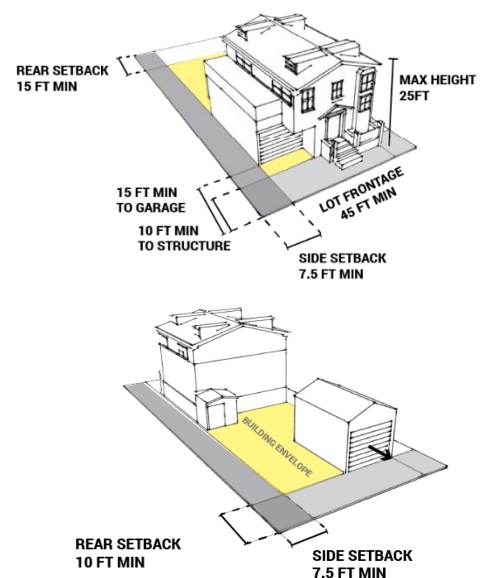 REAR SETBACK
15 FT MIN
MAX HEIGHT
25FT
15 FT MIN
TO GARAGE
LOT FRONTAGE
45 FT MIN
10 FT MIN
TO STRUCTURE
SIDE SETBACK
7.5 FT MIN
BUILDING ENVELOPE
REAR SETBACK
10 FT MIN
SIDE SETBACK
7.5 FT MIN